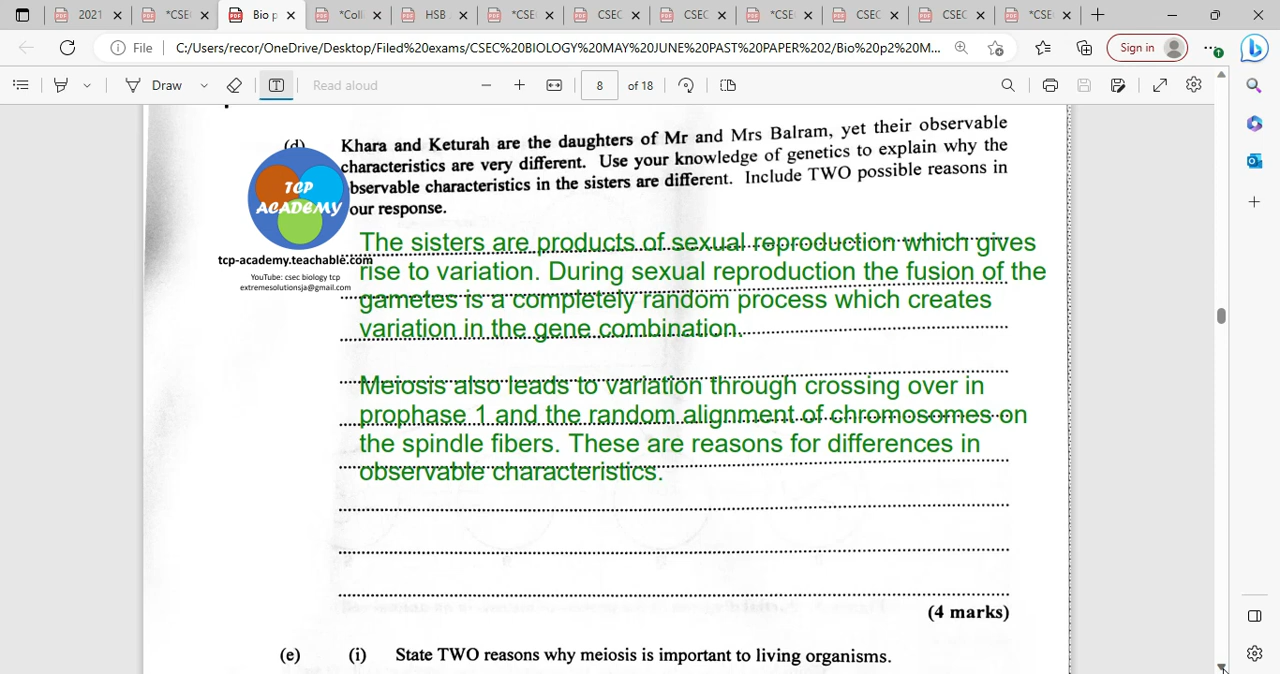 2021
*CSE
Bio p
*Coll
HSB
*CSE
CSEC
CSEC
*CSE
CSEC
CSEC
*CSE
File
C:/Users/recor/OneDrive/Desktop/Filed%20exams/CSEC%20BIOLOGY%20MAY%20JUNE%20PAST%20PAPER%202/Bio%20p2%20M...
Sign in
Draw
Read aloud
8
of 18
(d) Khara and Keturah are the daughters of Mr and Mrs Balram, yet their observable
characteristics are very different. Use your knowledge of genetics to explain why the
bservable characteristics in the sisters are different. Include TWO possible reasons in
our response.
TCP
ACADEMY
tcp-academy.teachable.com
YouTube: csec biology tcp
extremesolutionsja@gmail.com
The sisters are products of sexual reproduction which gives
rise to variation. During sexual reproduction the fusion of the
gametes is a completely random process which creates
variation in the gene combination.
Meiosis also leads to variation through crossing over in
prophase 1 and the random alignment of chromosomes on
the spindle fibers. These are reasons for differences in
observable characteristics.
(4 marks)
(e) (i) State TWO reasons why meiosis is important to living organisms.